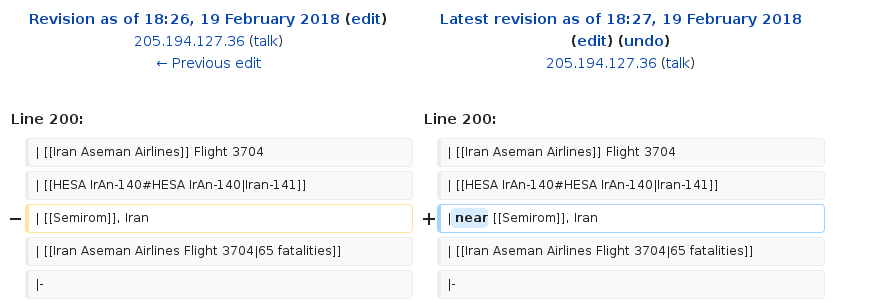 Revision as of 18:26, 19 February 2018 (edit)
205.194.127.36 (talk)
← Previous edit
Latest revision as of 18:27, 19 February 2018
(edit) (undo)
205.194.127.36 (talk)
Line 200:
Line 200:
| [[Iran Aseman Airlines]] Flight 3704
| [[Iran Aseman Airlines]] Flight 3704
| [[HESA IrAn-140#HESA IrAn-140|Iran-141]]
| [[HESA IrAn-140#HESA IrAn-140|Iran-141]]
− | [[Semirom]], Iran
+ | near [[Semirom]], Iran
| [[Iran Aseman Airlines Flight 3704|65 fatalities]]
| [[Iran Aseman Airlines Flight 3704|65 fatalities]]
|-
|-